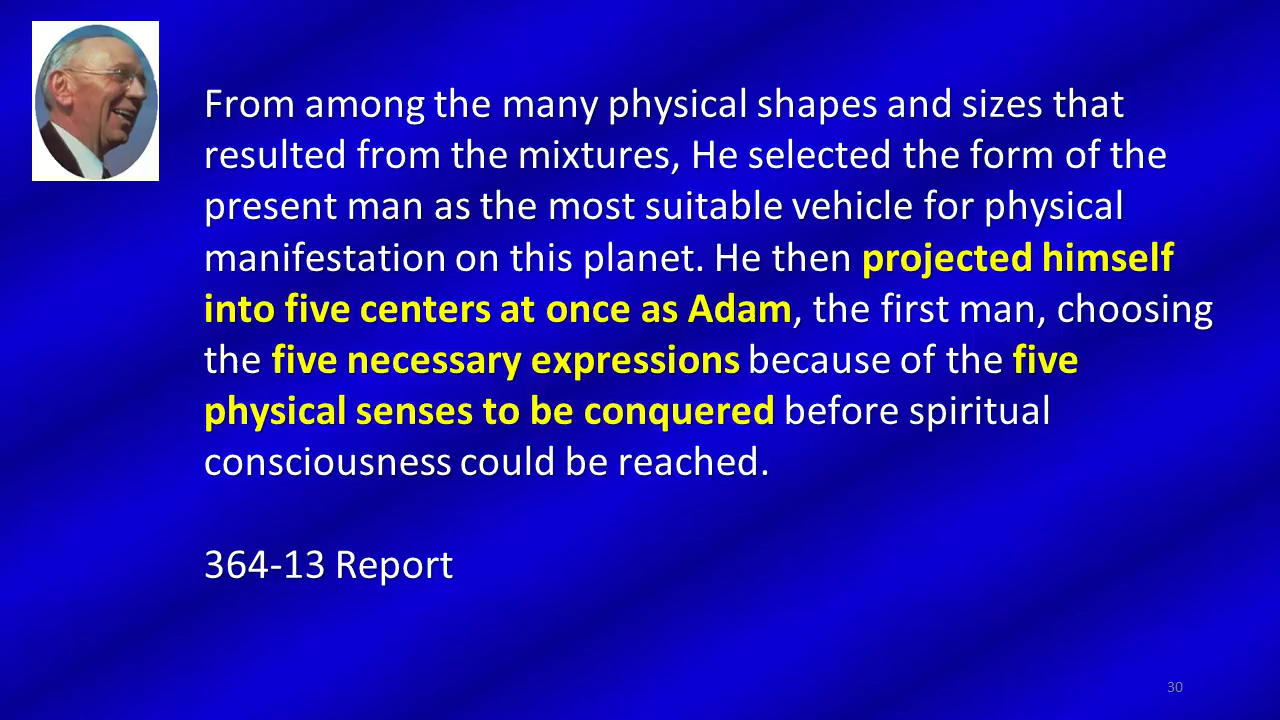 From among the many physical shapes and sizes that
resulted from the mixtures, He selected the form of the
present man as the most suitable vehicle for physical
manifestation on this planet. He then projected himself
into five centers at once as Adam, the first man, choosing
the five necessary expressions because of the five
physical senses to be conquered before spiritual
consciousness could be reached.
364-13 Report
30